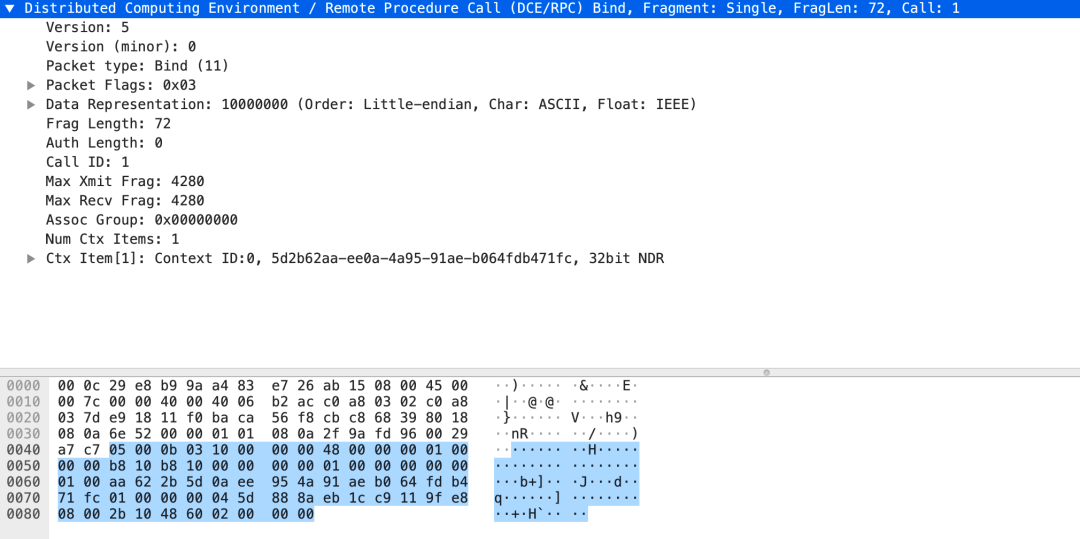 Distributed Computing Environment / Remote Procedure Call (DCE/RPC) Bind, Fragment: Single, FragLen: 72, Call: 1
Version: 5
Version (minor): 0
Packet type: Bind (11)
Packet Flags: 0x03
Data Representation: 10000000 (Order: Little-endian, Char: ASCII, Float: IEEE)
Frag Length: 72
Auth Length: 0
Call ID: 1
Max Xmit Frag: 4280
Max Recv Frag: 4280
Assoc Group: 0x00000000
Num Ctx Items: 1
Ctx Item[1]: Context ID:0, 5d2b62aa-ee0a-4a95-91ae-b064fdb471fc, 32bit NDR
0000 00 0c 29 e8 b9 9a a4 83 e7 26 ab 15 08 00 45 00 ··)····· ·&····E·
0010 00 7c 00 00 40 00 40 06 b2 ac c0 a8 03 02 c0 a8 ·|··@·@· ········
0020 03 7d e9 18 11 f0 ba ca 56 f8 cb c8 68 39 80 18 ·}······ V···h9··
0030 08 0a 6e 52 00 00 01 01 08 0a 2f 9a fd 96 00 29 ··nR···· ··/····)
0040 a7 c7 05 00 0b 03 10 00 00 00 48 00 00 00 01 00 ········ ··H·····
0050 00 00 b8 10 b8 10 00 00 00 00 01 00 00 00 00 00 ········ ········
0060 01 00 aa 62 2b 5d 0a ee 95 4a 91 ae b0 64 fd b4 ···b+]·· ·J···d··
0070 71 fc 01 00 00 00 04 5d 88 8a eb 1c c9 11 9f e8 q······] ········
0080 08 00 2b 10 48 60 02 00 00 00 ··+·H`·· ··